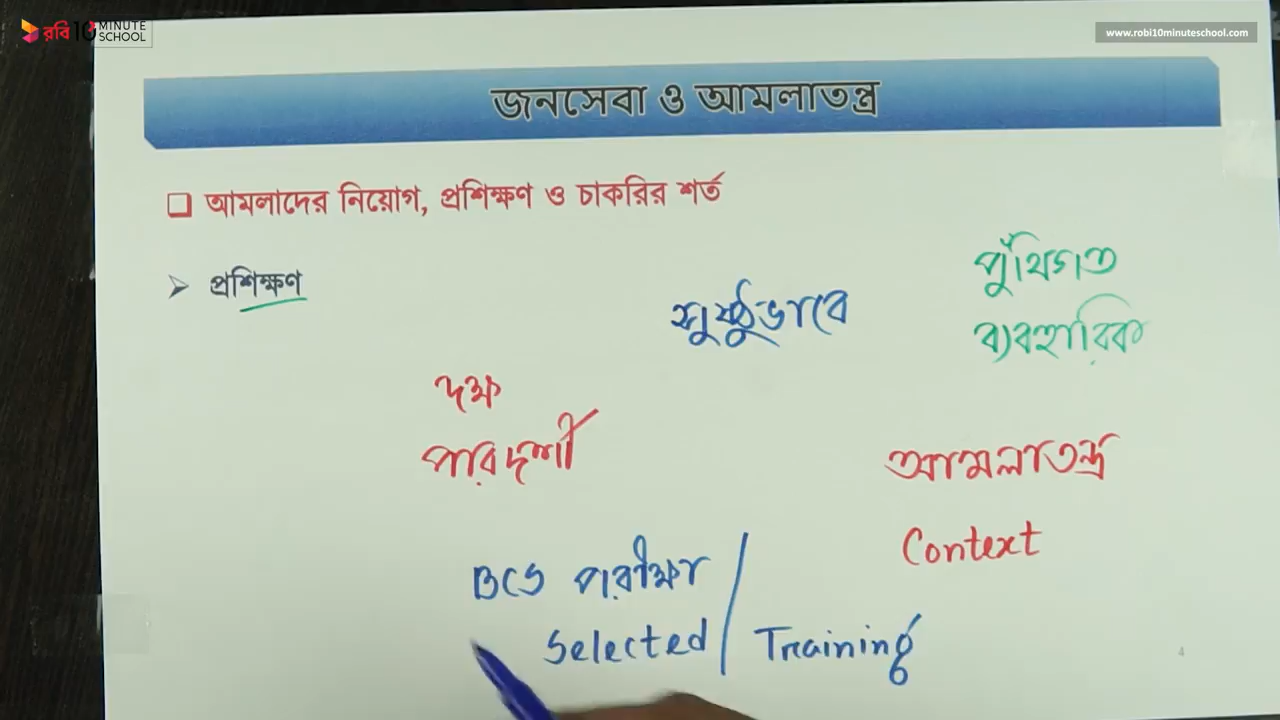 রবি 10 MINUTE SCHOOL
www.robi10minuteschool.com
জনসেবা ও আমলাতন্ত্র
আমলাদের নিয়োগ, প্রশিক্ষণ ও চাকরির শর্ত
প্রশিক্ষণ
পুঁথিগত
সুষ্ঠুভাবে
ব্যবহারিক
দক্ষ
পারদর্শী
আমলাতন্ত্র
Context
BCS পরীক্ষা
Selected / Training
4